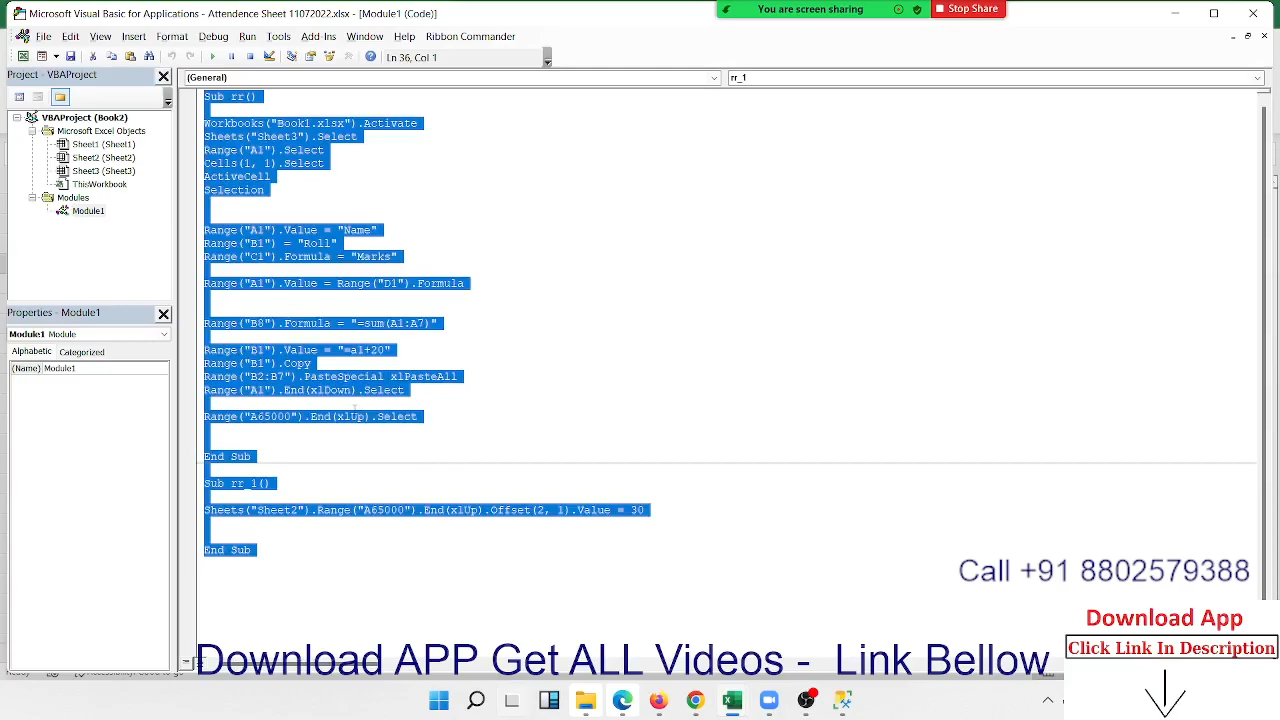 Microsoft Visual Basic for Applications - Attendence Sheet 11072022.xlsx - [Module1 (Code)]
You are screen sharing
Stop Share
File Edit View Insert Format Debug Run Tools Add-Ins Window Help Ribbon Commander
Ln 36, Col 1
Project - VBAProject
(General)
rr_1
VBAProject (Book2)
Microsoft Excel Objects
Sheet1 (Sheet1)
Sheet2 (Sheet2)
Sheet3 (Sheet3)
ThisWorkbook
Modules
Module1
Properties - Module1
Module1 Module
Alphabetic Categorized
(Name) Module1
Sub rr()
Workbooks("Book1.xlsx").Activate
Sheets("Sheet3").Select
Range("A1").Select
Cells(1, 1).Select
ActiveCell
Selection
Range("A1").Value = "Name"
Range("B1") = "Roll"
Range("C1").Formula = "Marks"
Range("A1").Value = Range("D1").Formula
Range("B8").Formula = "=sum(A1:A7)"
Range("B1").Value = "=a1+20"
Range("B1").Copy
Range("B2:B7").PasteSpecial xlPasteAll
Range("A1").End(xlDown).Select
Range("A65000").End(xlUp).Select
End Sub
Sub rr_1()
Sheets("Sheet2").Range("A65000").End(xlUp).Offset(2, 1).Value = 30
End Sub
Call +91 8802579388
Download App
Click Link In Description
Download APP Get ALL Videos - Link Bellow